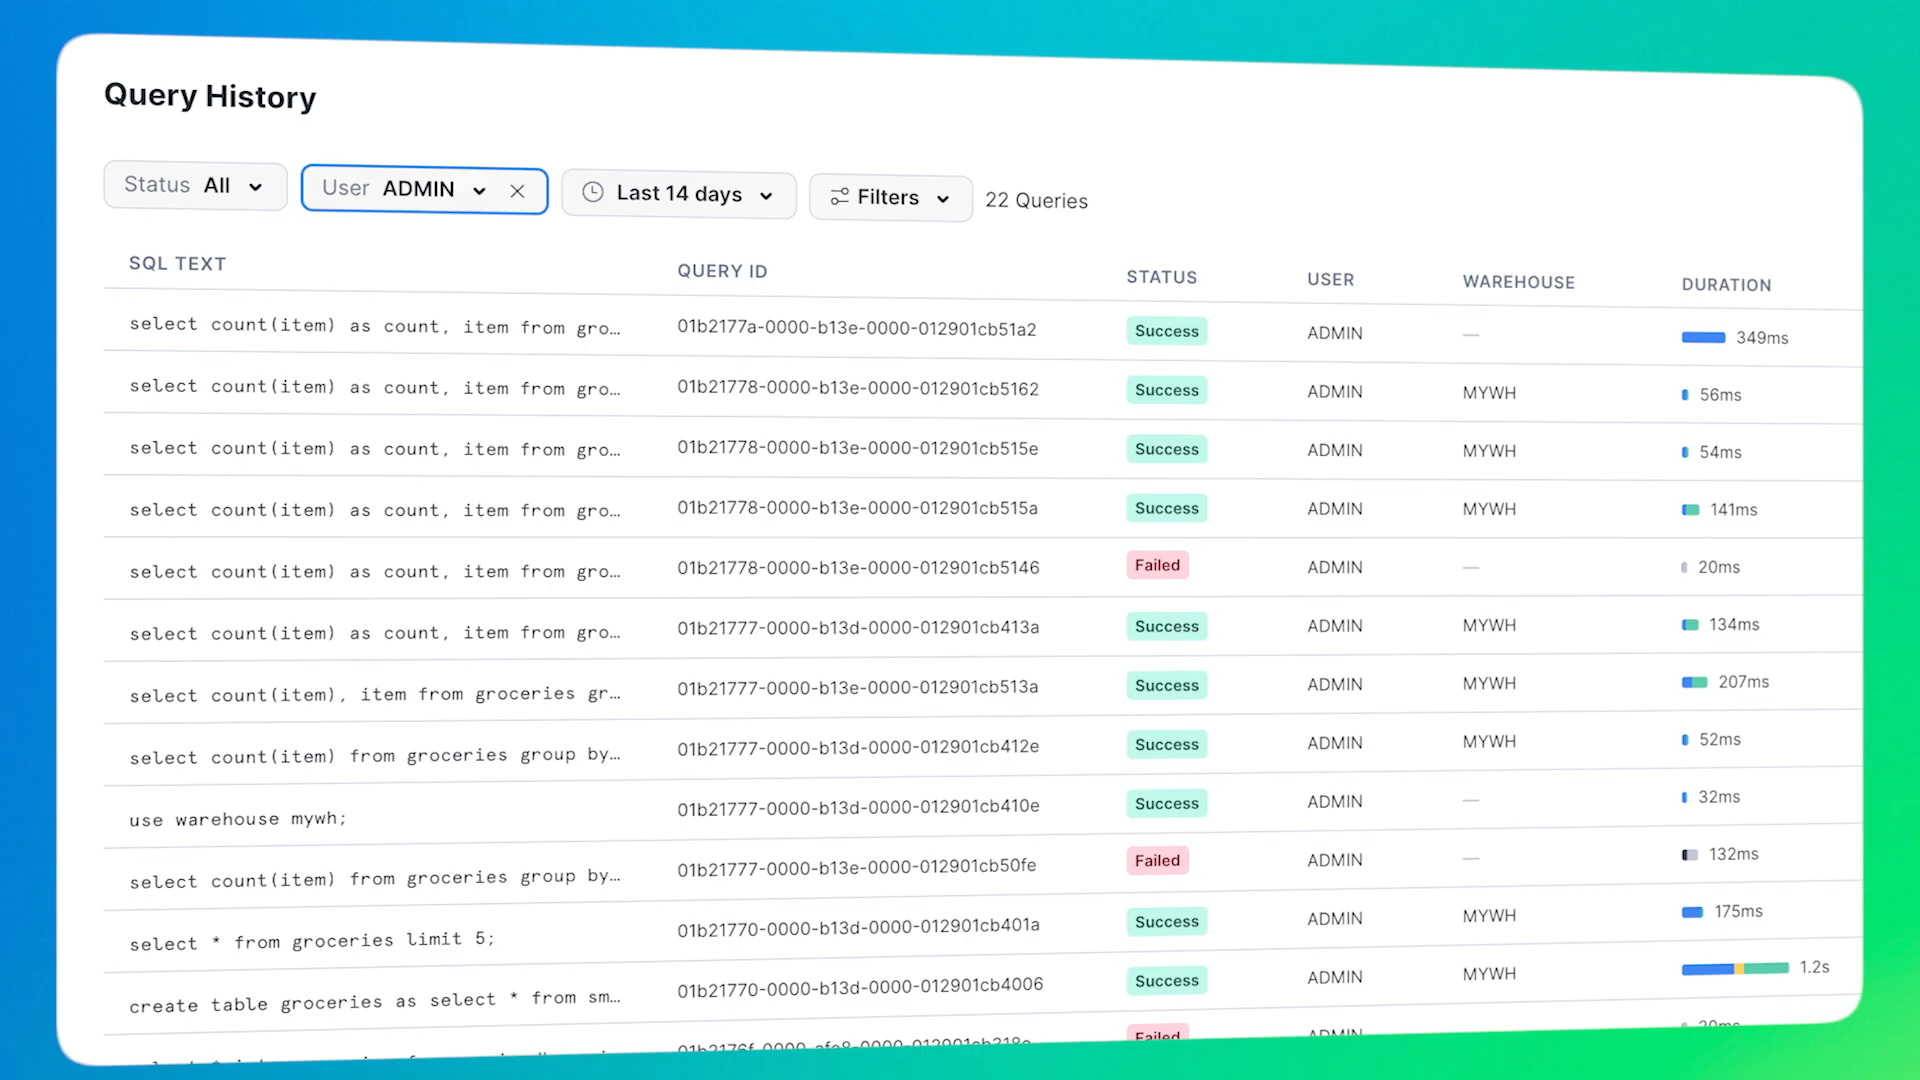 Query History
Status All User ADMIN Last 14 days Filters 22 Queries
SQL TEXT QUERY ID STATUS USER WAREHOUSE DURATION
select count(item) as count, item from gro… 01b2177a-0000-b13e-0000-012901cb51a2 Success ADMIN — 349ms
select count(item) as count, item from gro… 01b21778-0000-b13e-0000-012901cb5162 Success ADMIN MYWH 56ms
select count(item) as count, item from gro… 01b21778-0000-b13e-0000-012901cb515e Success ADMIN MYWH 54ms
select count(item) as count, item from gro… 01b21778-0000-b13e-0000-012901cb515a Success ADMIN MYWH 141ms
select count(item) as count, item from gro… 01b21778-0000-b13e-0000-012901cb5146 Failed ADMIN — 20ms
select count(item) as count, item from gro… 01b21777-0000-b13d-0000-012901cb413a Success ADMIN MYWH 134ms
select count(item), item from groceries gr… 01b21777-0000-b13e-0000-012901cb513a Success ADMIN MYWH 207ms
select count(item) from groceries group by… 01b21777-0000-b13d-0000-012901cb412e Success ADMIN MYWH 52ms
use warehouse mywh; 01b21777-0000-b13d-0000-012901cb410e Success ADMIN — 32ms
select count(item) from groceries group by… 01b21777-0000-b13e-0000-012901cb50fe Failed ADMIN — 132ms
select * from groceries limit 5; 01b21770-0000-b13d-0000-012901cb401a Success ADMIN MYWH 175ms
create table groceries as select * from sm… 01b21770-0000-b13d-0000-012901cb4006 Success ADMIN MYWH 1.2s
Failed ADMIN 20ms